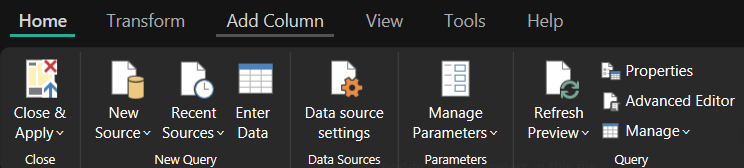 Home Transform Add Column View Tools Help
Close & Apply
New Source
Recent Sources
Enter Data
Data source settings
Manage Parameters
Refresh Preview
Properties
Advanced Editor
Manage
Close New Query Data Sources Parameters Query